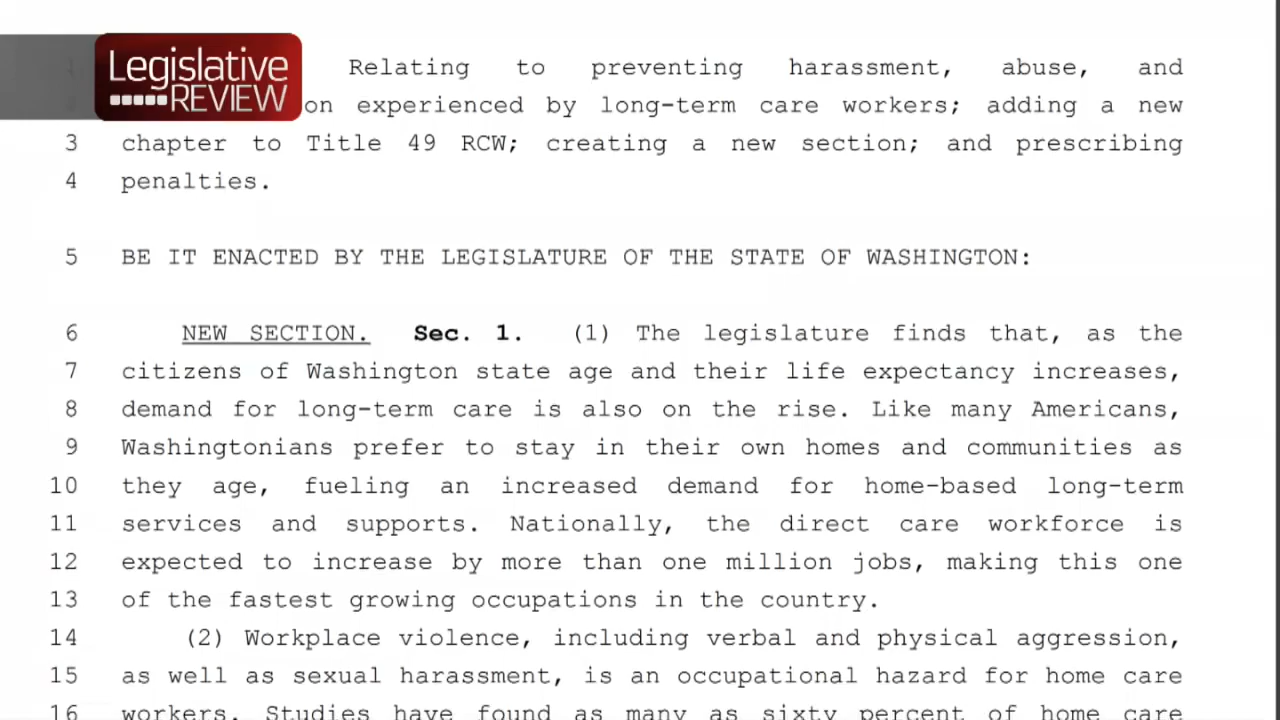 Legislative
REVIEW
Relating to preventing harassment, abuse, and
on experienced by long-term care workers; adding a new
3 chapter to Title 49 RCW; creating a new section; and prescribing
4 penalties.
5 BE IT ENACTED BY THE LEGISLATURE OF THE STATE OF WASHINGTON:
6 NEW SECTION. Sec. 1. (1) The legislature finds that, as the
7 citizens of Washington state age and their life expectancy increases,
8 demand for long-term care is also on the rise. Like many Americans,
9 Washingtonians prefer to stay in their own homes and communities as
10 they age, fueling an increased demand for home-based long-term
11 services and supports. Nationally, the direct care workforce is
12 expected to increase by more than one million jobs, making this one
13 of the fastest growing occupations in the country.
14 (2) Workplace violence, including verbal and physical aggression,
15 as well as sexual harassment, is an occupational hazard for home care
16 workers. Studies have found as many as sixty percent of home care